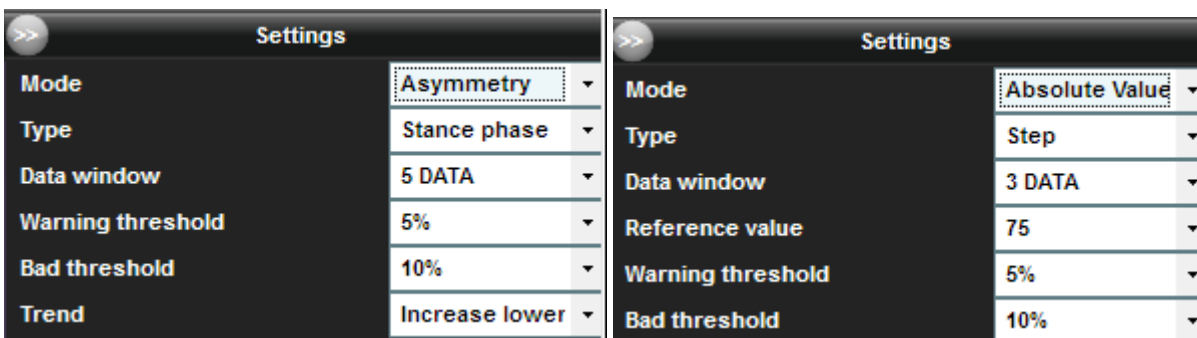 >> Settings
Mode Asymmetry
Type Stance phase
Data window 5 DATA
Warning threshold 5%
Bad threshold 10%
Trend Increase lower
>> Settings
Mode Absolute Value
Type Step
Data window 3 DATA
Reference value 75
Warning threshold 5%
Bad threshold 10%